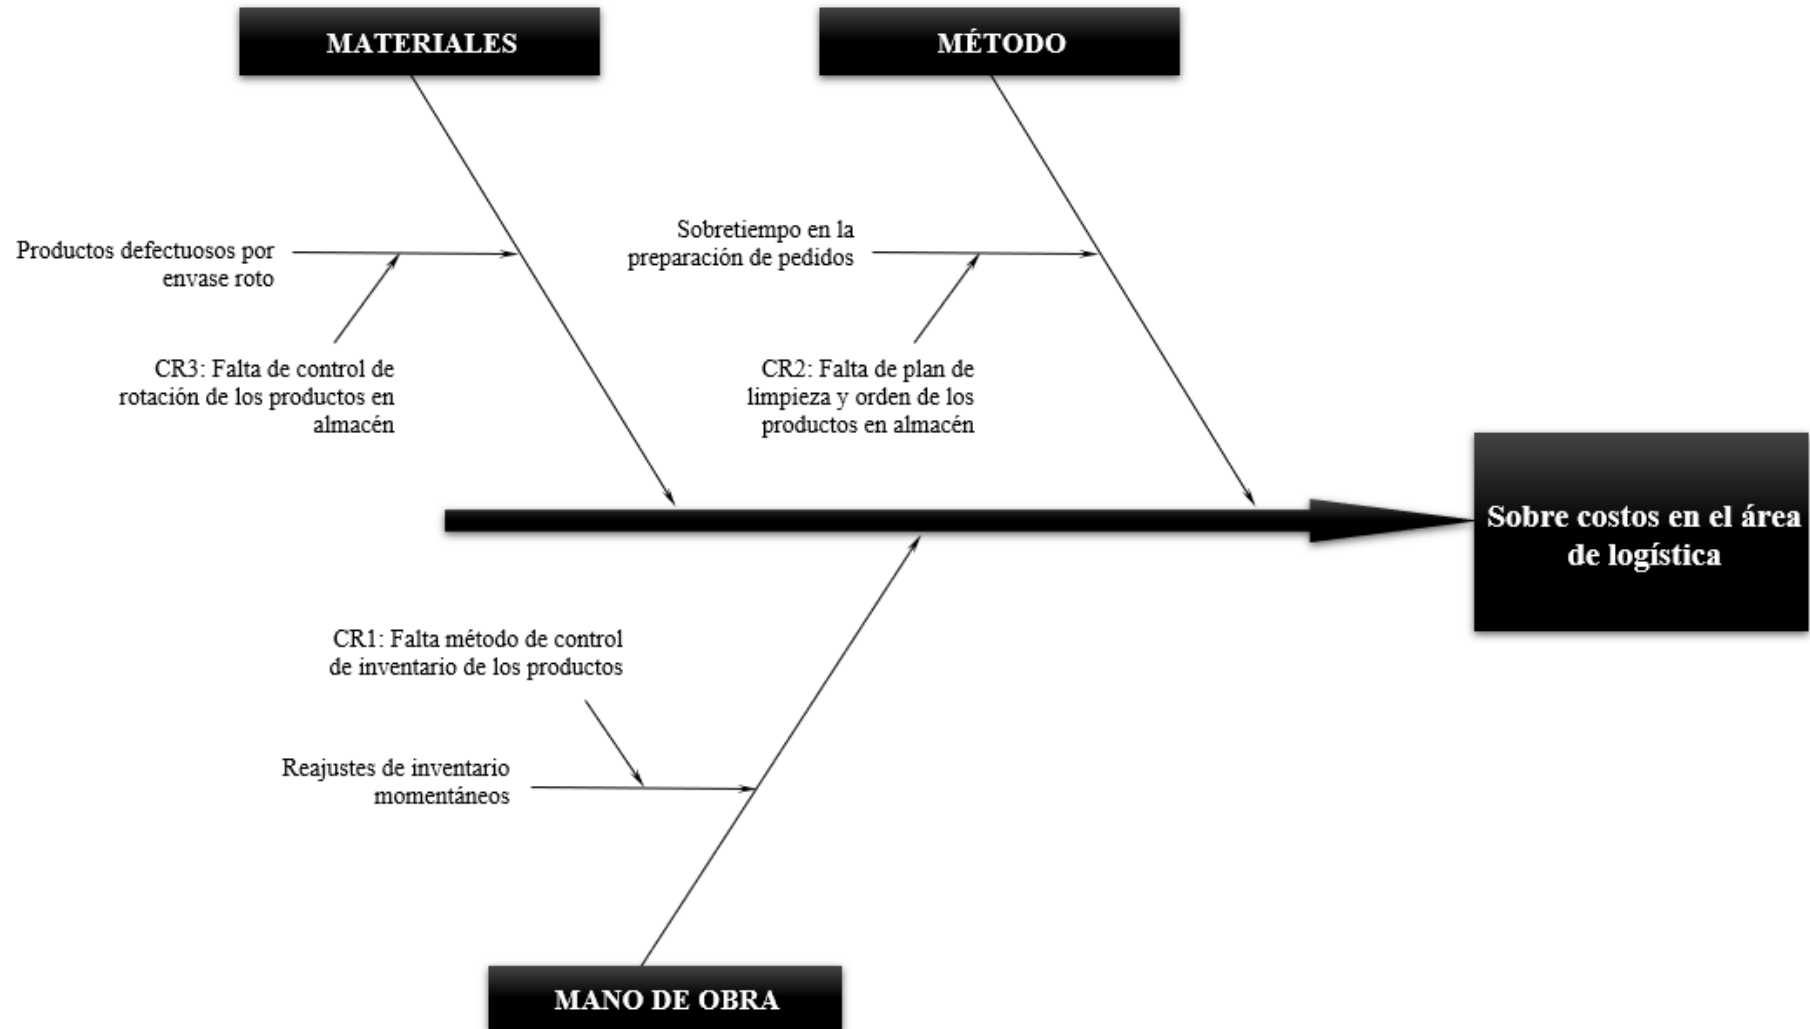 MATERIALES
MÉTODO
Productos defectuosos por
envase roto
CR3: Falta de control de
rotación de los productos en
almacén
Sobretiempo en la
preparación de pedidos
CR2: Falta de plan de
limpieza y orden de los
productos en almacén
Sobre costos en el área
de logística
CR1: Falta método de control
de inventario de los productos
Reajustes de inventario
momentáneos
MANO DE OBRA